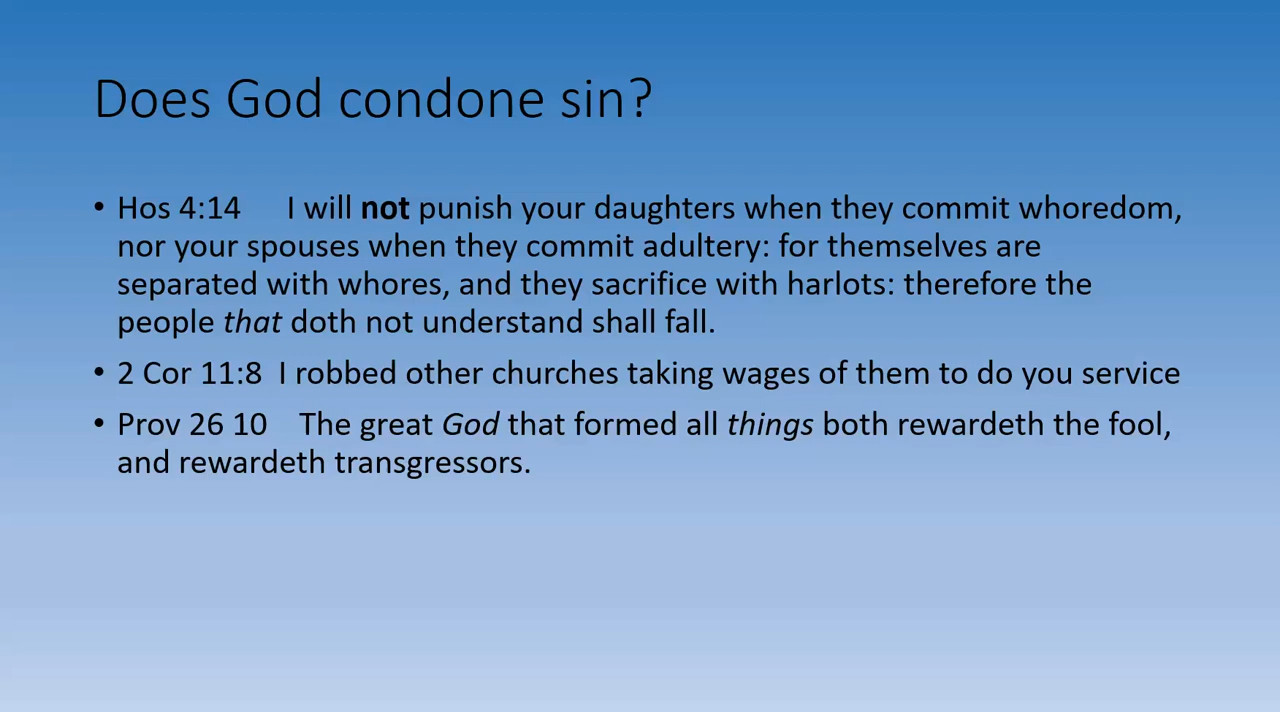 Does God condone sin?
• Hos 4:14 I will not punish your daughters when they commit whoredom,
nor your spouses when they commit adultery: for themselves are
separated with whores, and they sacrifice with harlots: therefore the
people that doth not understand shall fall.
• 2 Cor 11:8 I robbed other churches taking wages of them to do you service
• Prov 26 10 The great God that formed all things both rewardeth the fool,
and rewardeth transgressors.